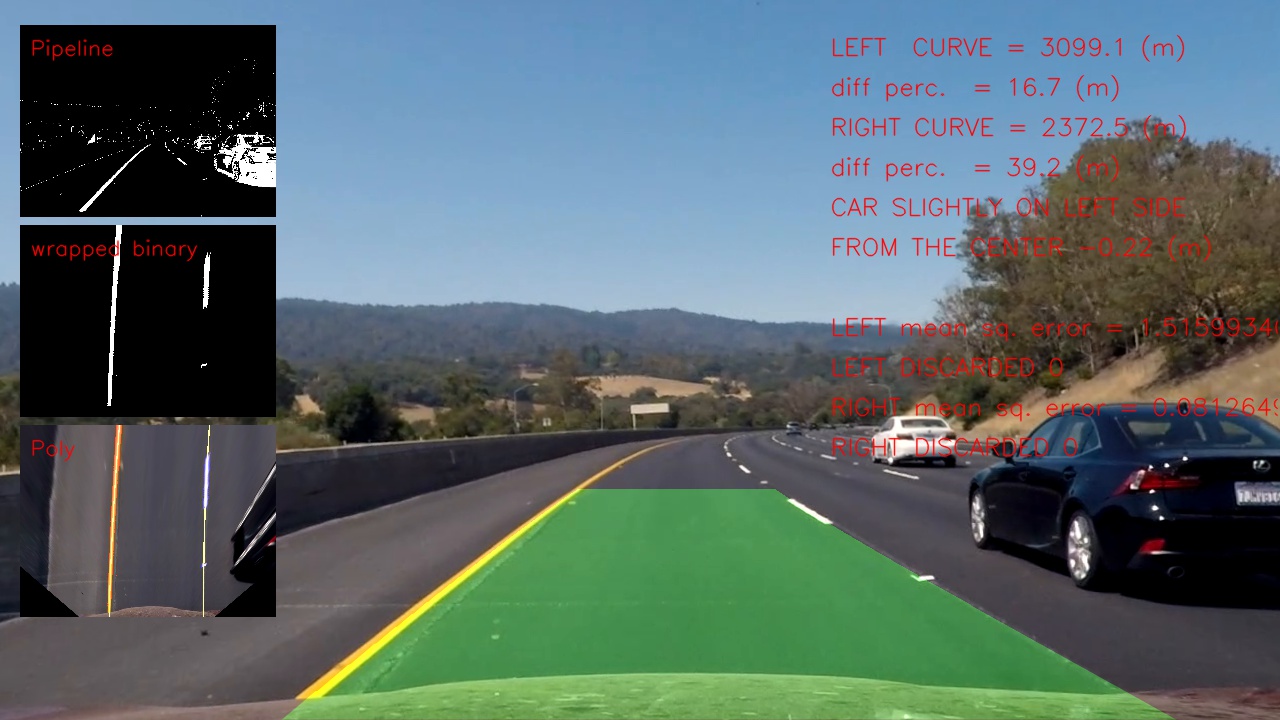 Pipeline
wrapped binary
Poly
LEFT CURVE = 3099.1 (m)
diff perc. = 16.7 (m)
RIGHT CURVE = 2372.5 (m)
diff perc. = 39.2 (m)
CAR SLIGHTLY ON LEFT SIDE
FROM THE CENTER -0.22 (m)
LEFT mean sq. error = 1.5159934
LEFT DISCARDED 0
RIGHT mean sq. error = 0.081264
RIGHT DISCARDED 0